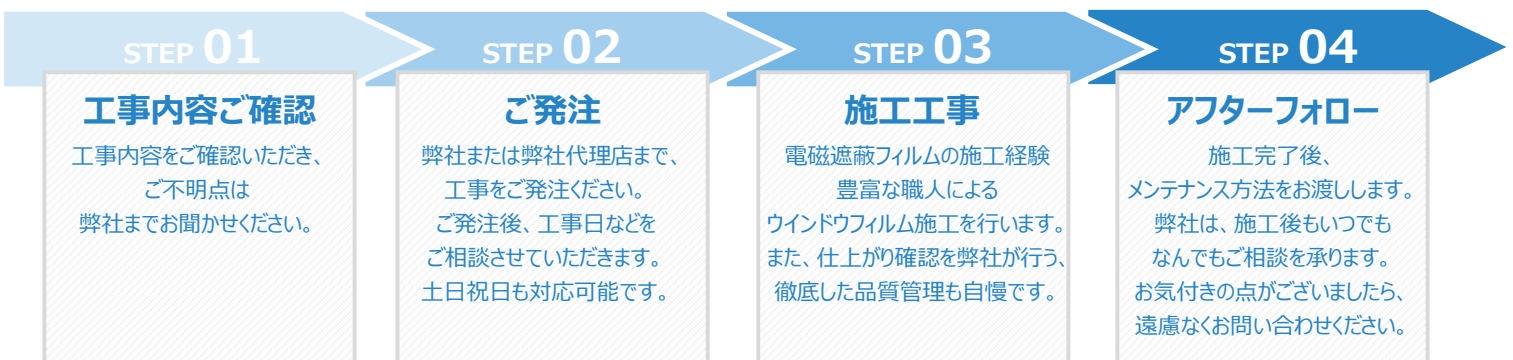 STEP 01
工事内容ご確認
工事内容をご確認いただき、
ご不明点は
弊社までお聞かせください。
STEP 02
ご発注
弊社または弊社代理店まで、
工事をご発注ください。
ご発注後、工事日などを
ご相談させていただきます。
土日祝日も対応可能です。
STEP 03
施工工事
電磁遮蔽フィルムの施工経験
豊富な職人による
ウインドウフィルム施工を行います。
また、仕上がり確認を弊社が行う、
徹底した品質管理も自慢です。
STEP 04
アフターフォロー
施工完了後、
メンテナンス方法をお渡しします。
弊社は、施工後もいつでも
なんでもご相談を承ります。
お気付きの点がございましたら、
遠慮なくお問い合わせください。